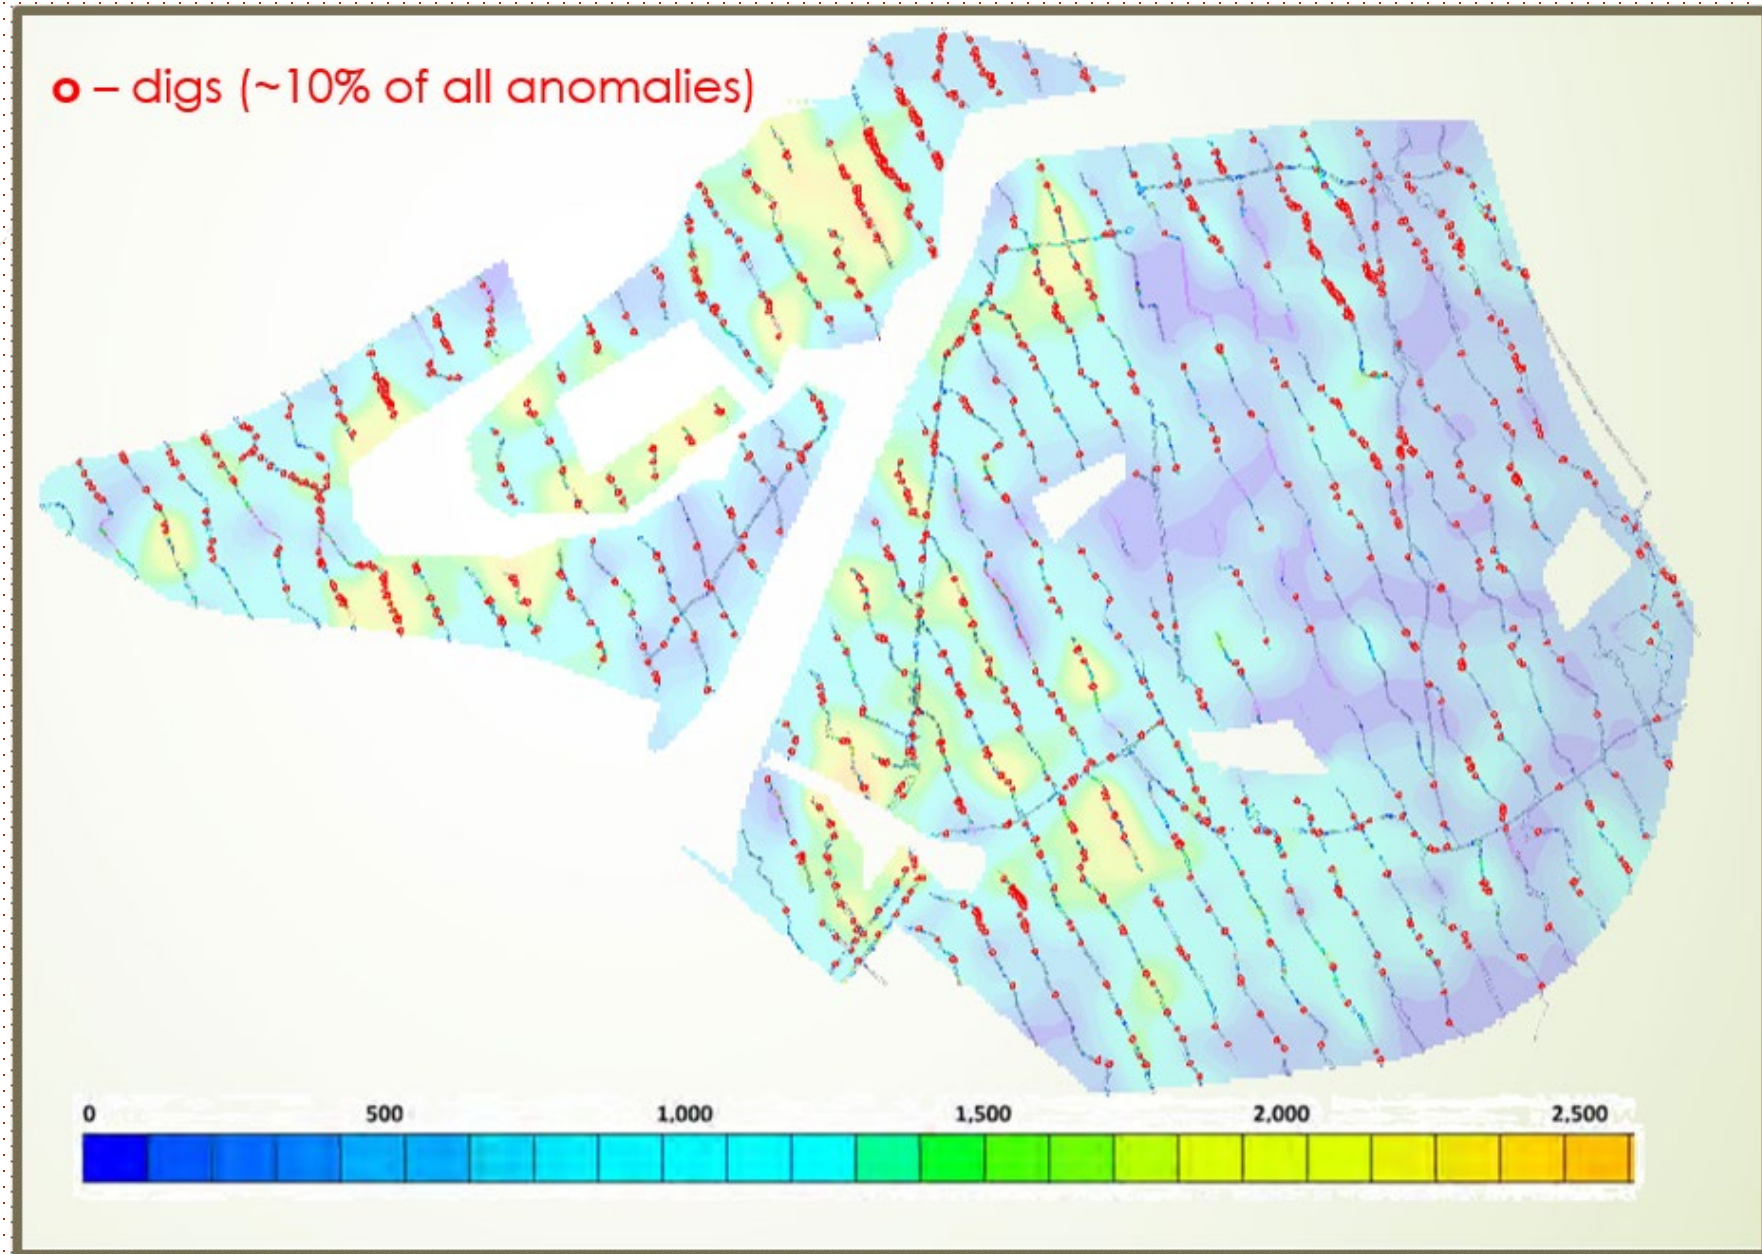 o – digs (~10% of all anomalies)
0 500 1,000 1,500 2,000 2,500